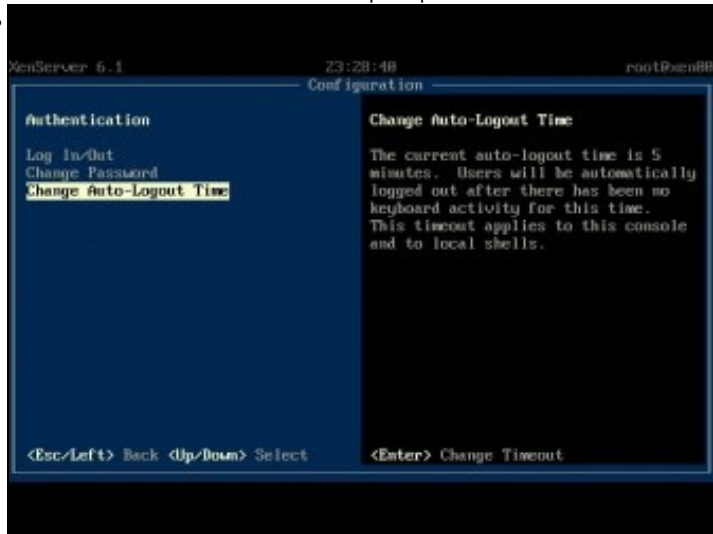 XenServer 6.1 23:28:40 root@xen00
Configuration
Authentication
Log In/Out
Change Password
Change Auto-Logout Time
<Esc/Left> Back <Up/Down> Select
Change Auto-Logout Time
The current auto-logout time is 5
minutes. Users will be automatically
logged out after there has been no
keyboard activity for this time.
This timeout applies to this console
and to local shells.
<Enter> Change Timeout